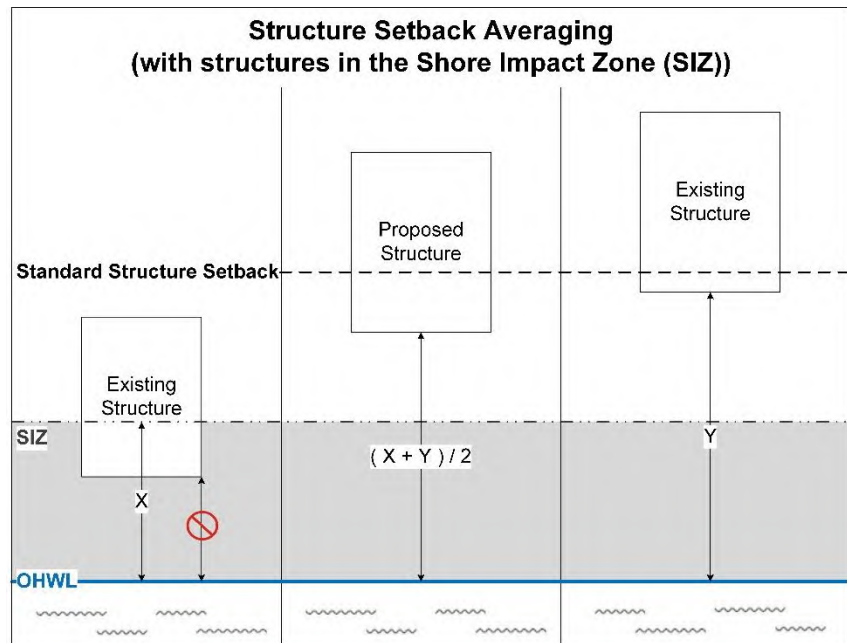 Structure Setback Averaging
(with structures in the Shore Impact Zone (SIZ))
Existing
Structure
Proposed
Structure
Standard Structure Setback
Existing
Structure
SIZ
( X + Y ) / 2
Y
X
OHWL